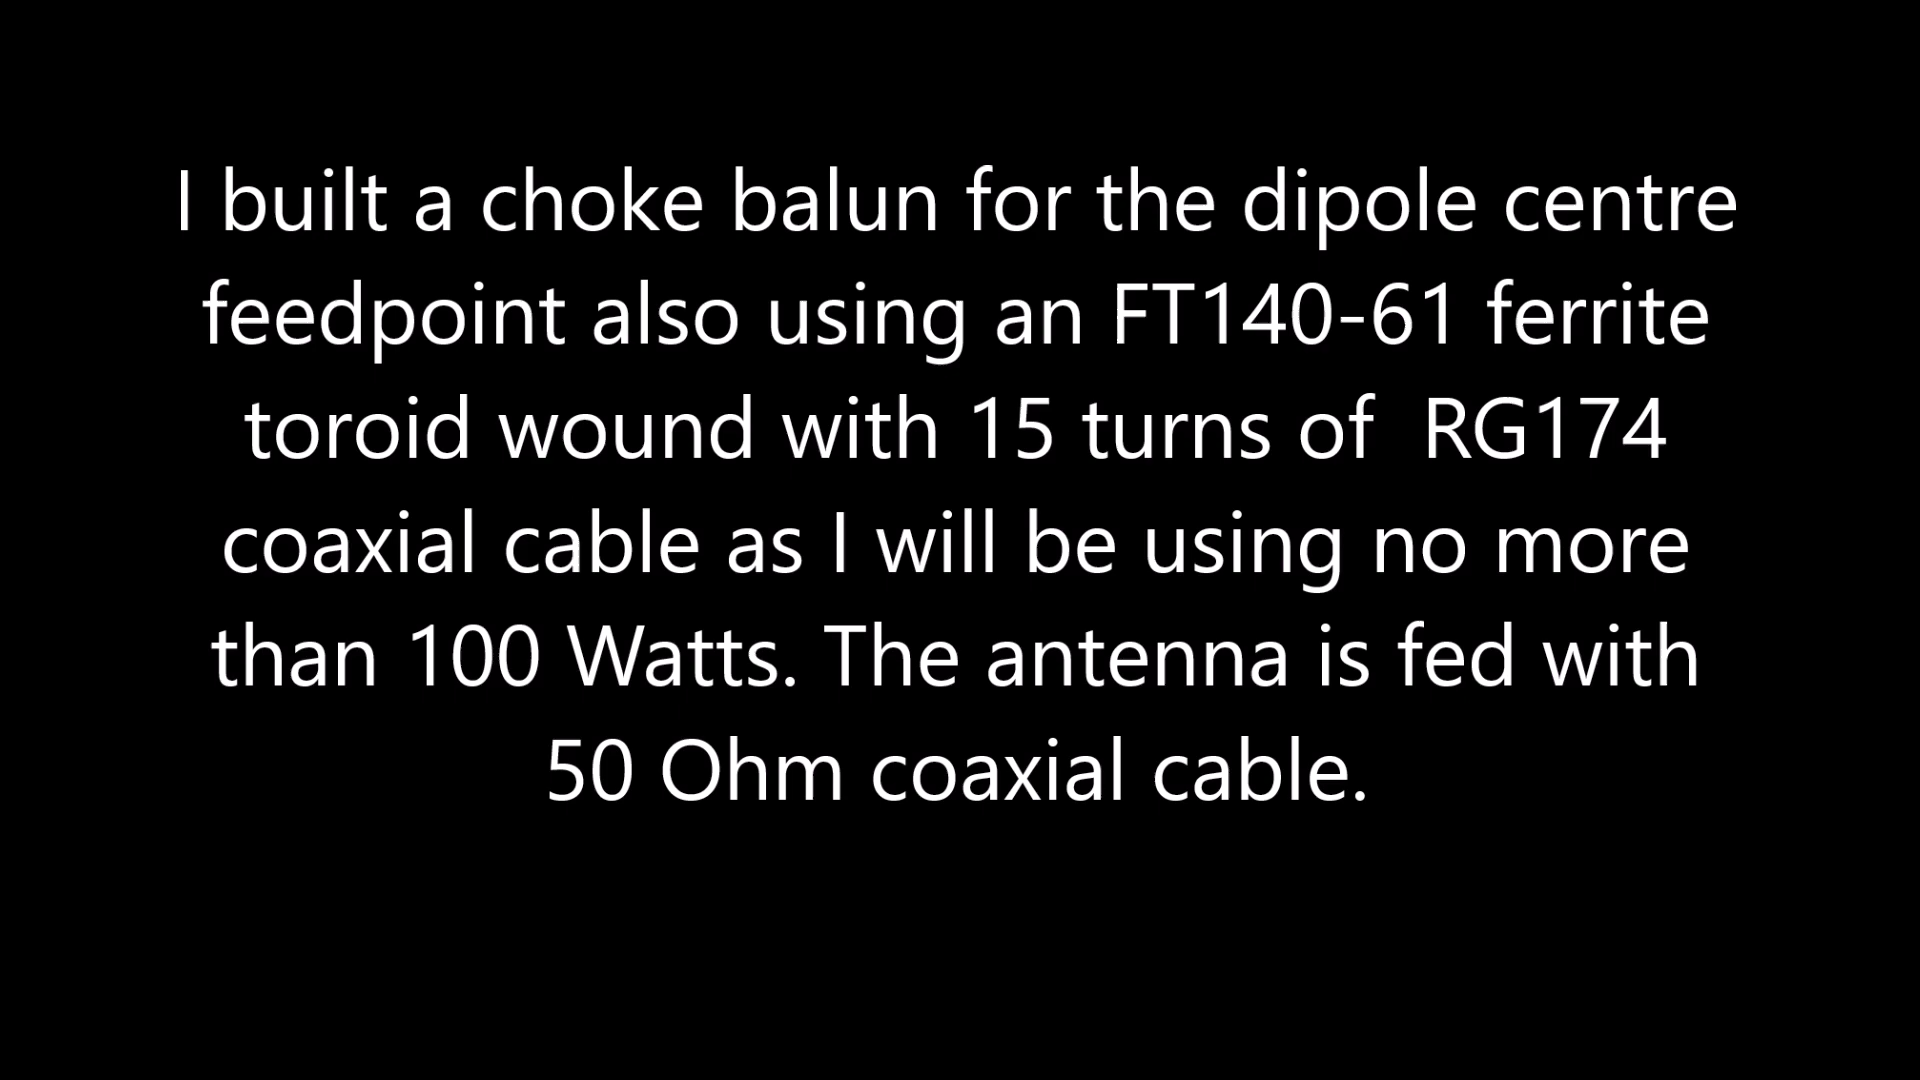 I built a choke balun for the dipole centre
feedpoint also using an FT140-61 ferrite
toroid wound with 15 turns of  RG174
coaxial cable as I will be using no more
than 100 Watts. The antenna is fed with
50 Ohm coaxial cable.